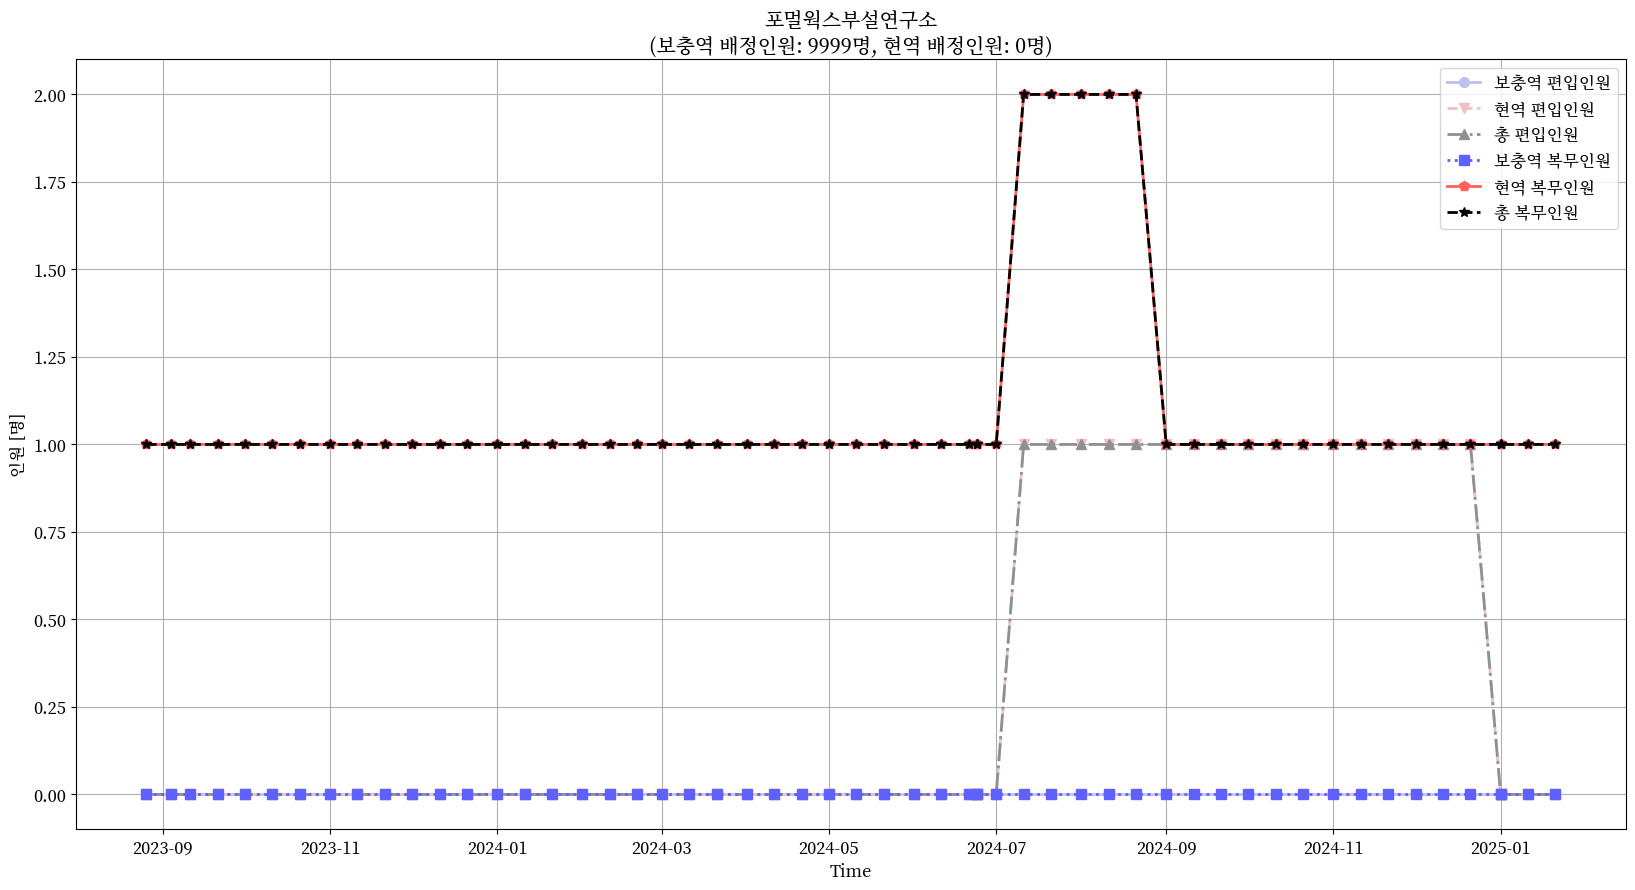 포멀웍스부설연구소
(보충역 배정인원: 9999명, 현역 배정인원: 0명)
보충역 편입인원
현역 편입인원
총 편입인원
보충역 복무인원
현역 복무인원
총 복무인원
2.00
1.75
1.50
1.25
1.00
0.75
0.50
0.25
0.00
인원 [명]
2023-09
2023-11
2024-01
2024-03
2024-05
2024-07
2024-09
2024-11
2025-01
Time